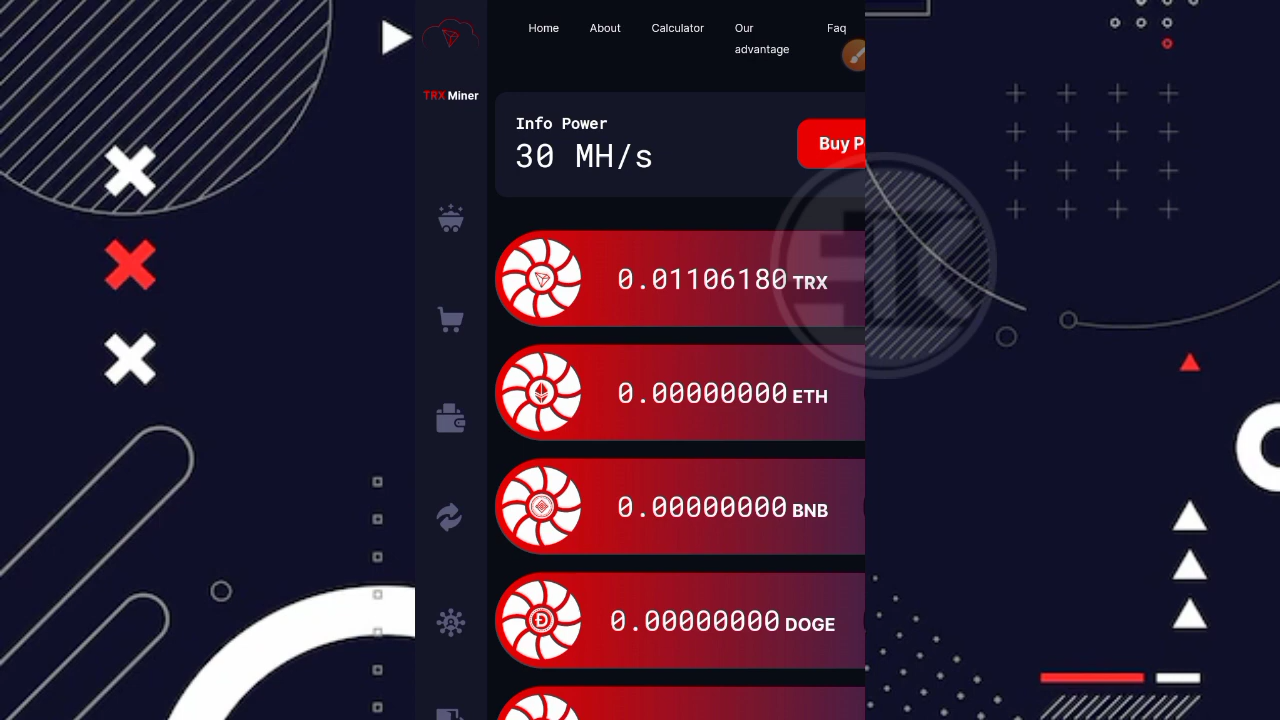 Home
About
Calculator
Our
advantage
Faq
TRX Miner
Info Power
30 MH/s
Buy P
0.01106180 TRX
0.00000000 ETH
0.00000000 BNB
0.00000000 DOGE